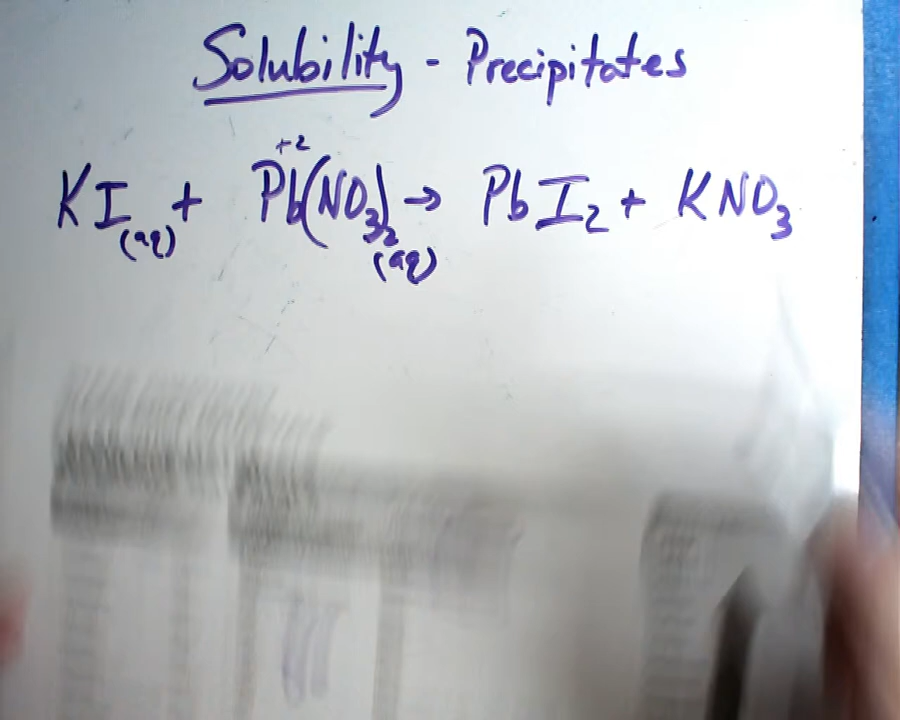 Solubility - Precipitates
+2
KI(aq) + Pb(NO3)2(aq) → PbI2 + KNO3